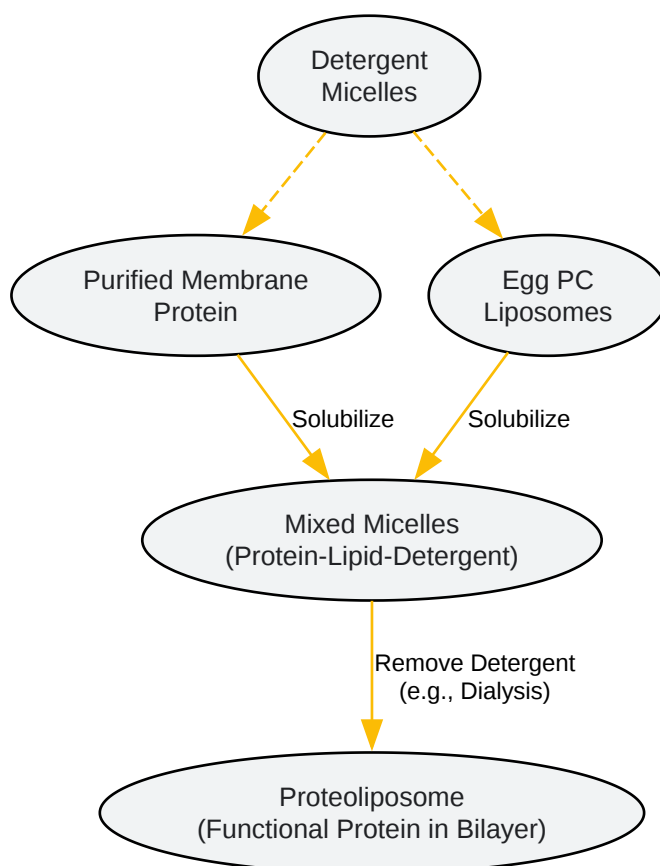 Detergent
Micelles
Purified Membrane
Protein
Egg PC
Liposomes
Solubilize
Solubilize
Mixed Micelles
(Protein-Lipid-Detergent)
Remove Detergent
(e.g., Dialysis)
Proteoliposome
(Functional Protein in Bilayer)